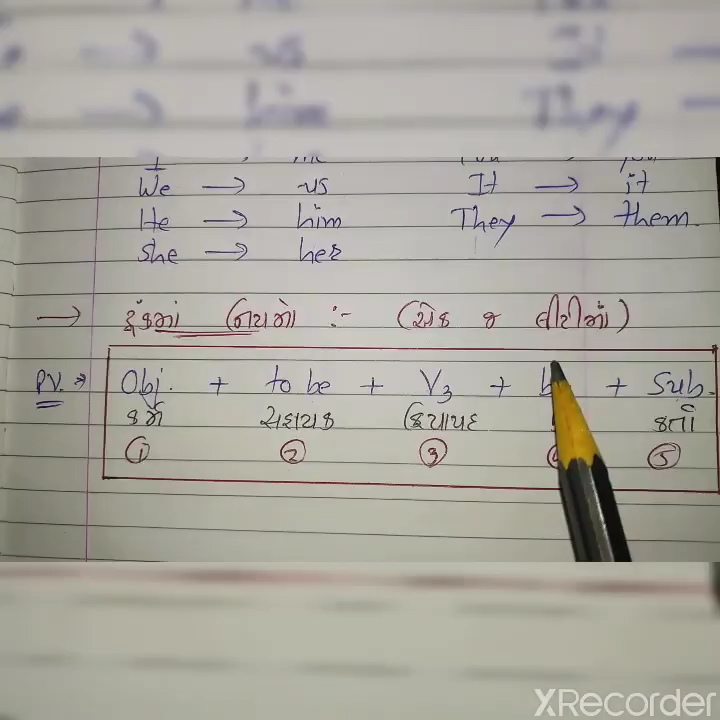 We → us It → it
He → him They → them
She → her
→ ટૂંકમાં નિયમો :- (એક જ લીટીમાં)
P.V. → Obj. + to be + V3 + b + Sub.
કર્મ સહાયક ક્રિયાપદ કર્તા
① ② ③ ④ ⑤
XRecorder